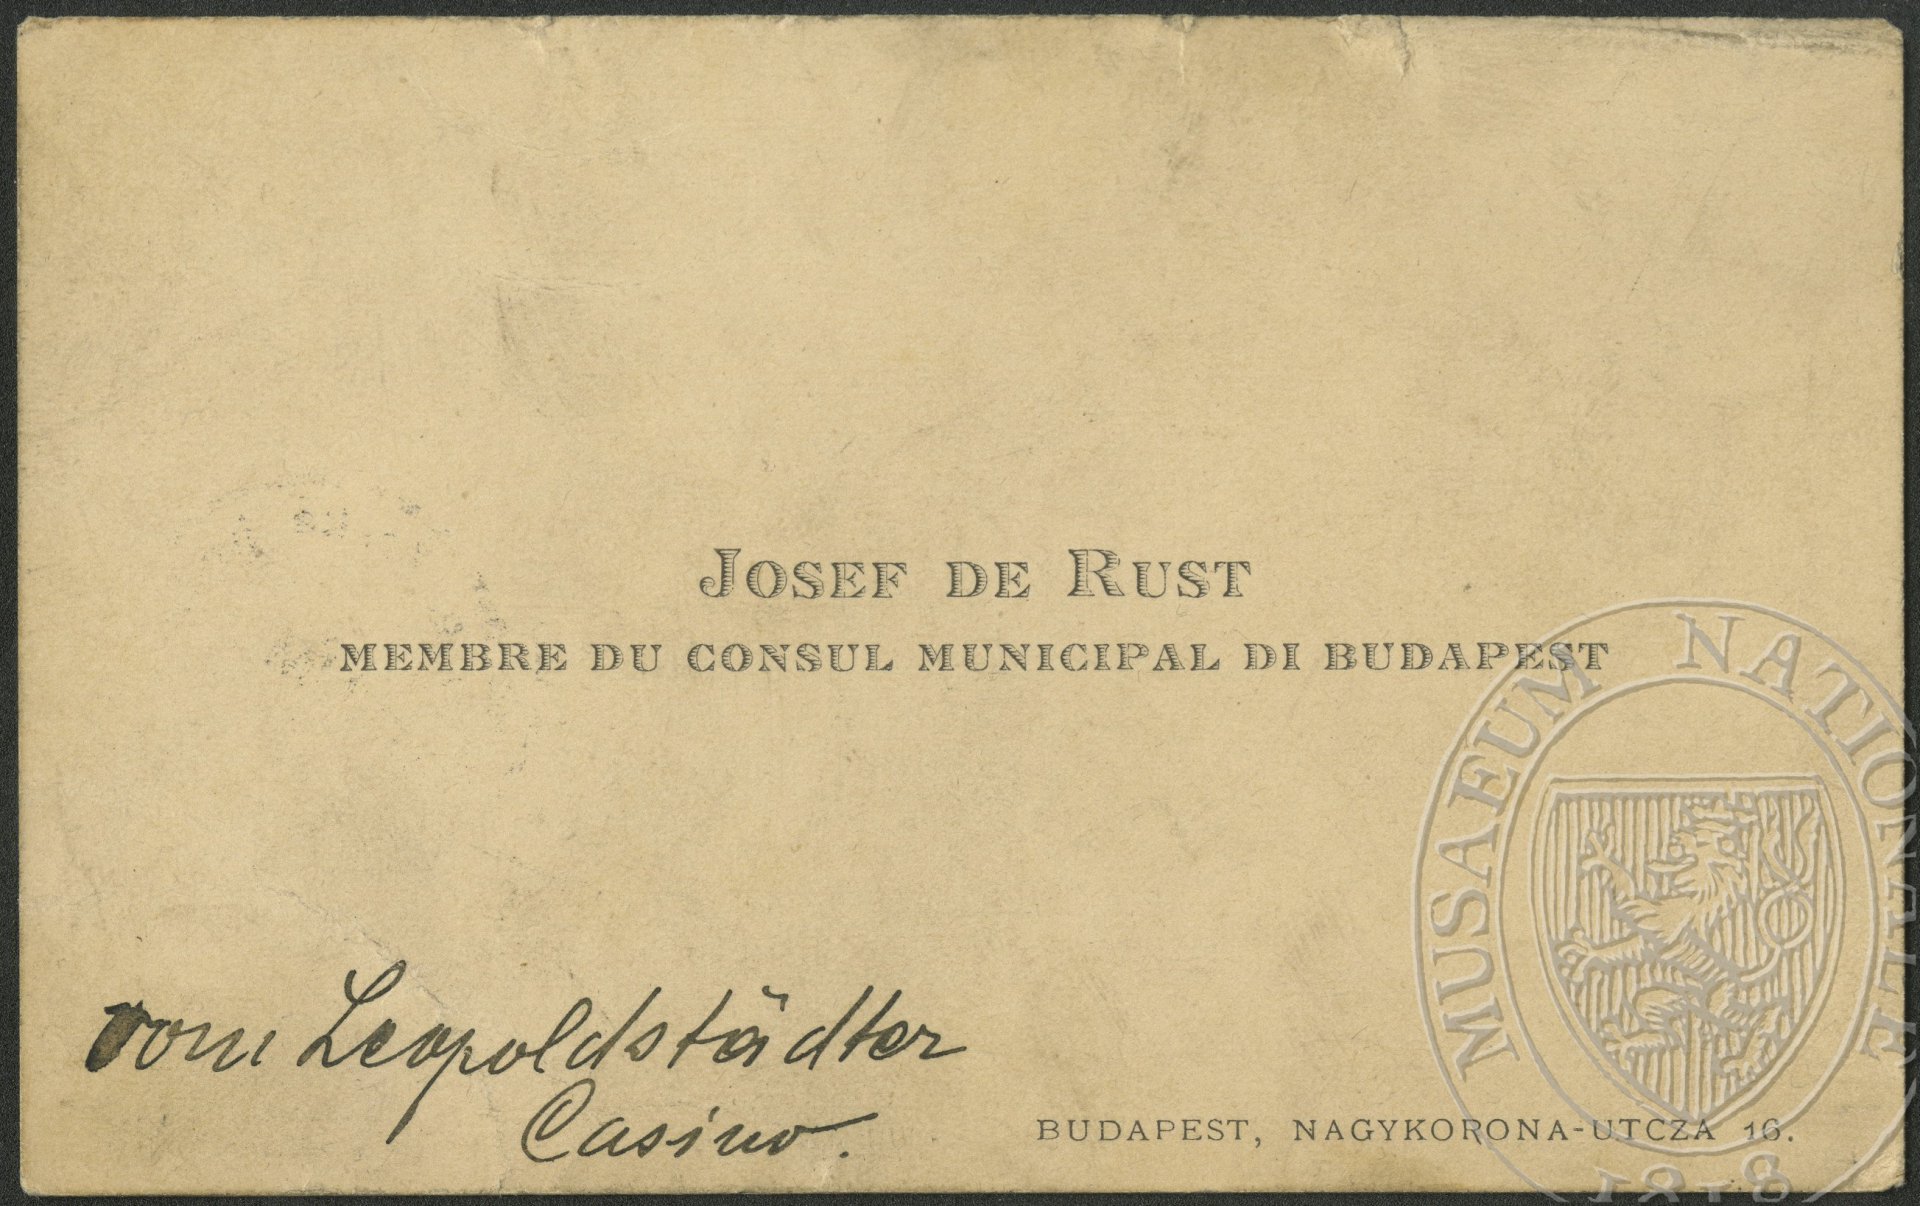 JOSEF DE RUST
MEMBRE DU CONSUL MUNICIPAL DI BUDAPEST
vom Leopoldstädter
Casino.
BUDAPEST, NAGYKORONA-UTCZA 16.
MUSAEUM NATIONALE
1818